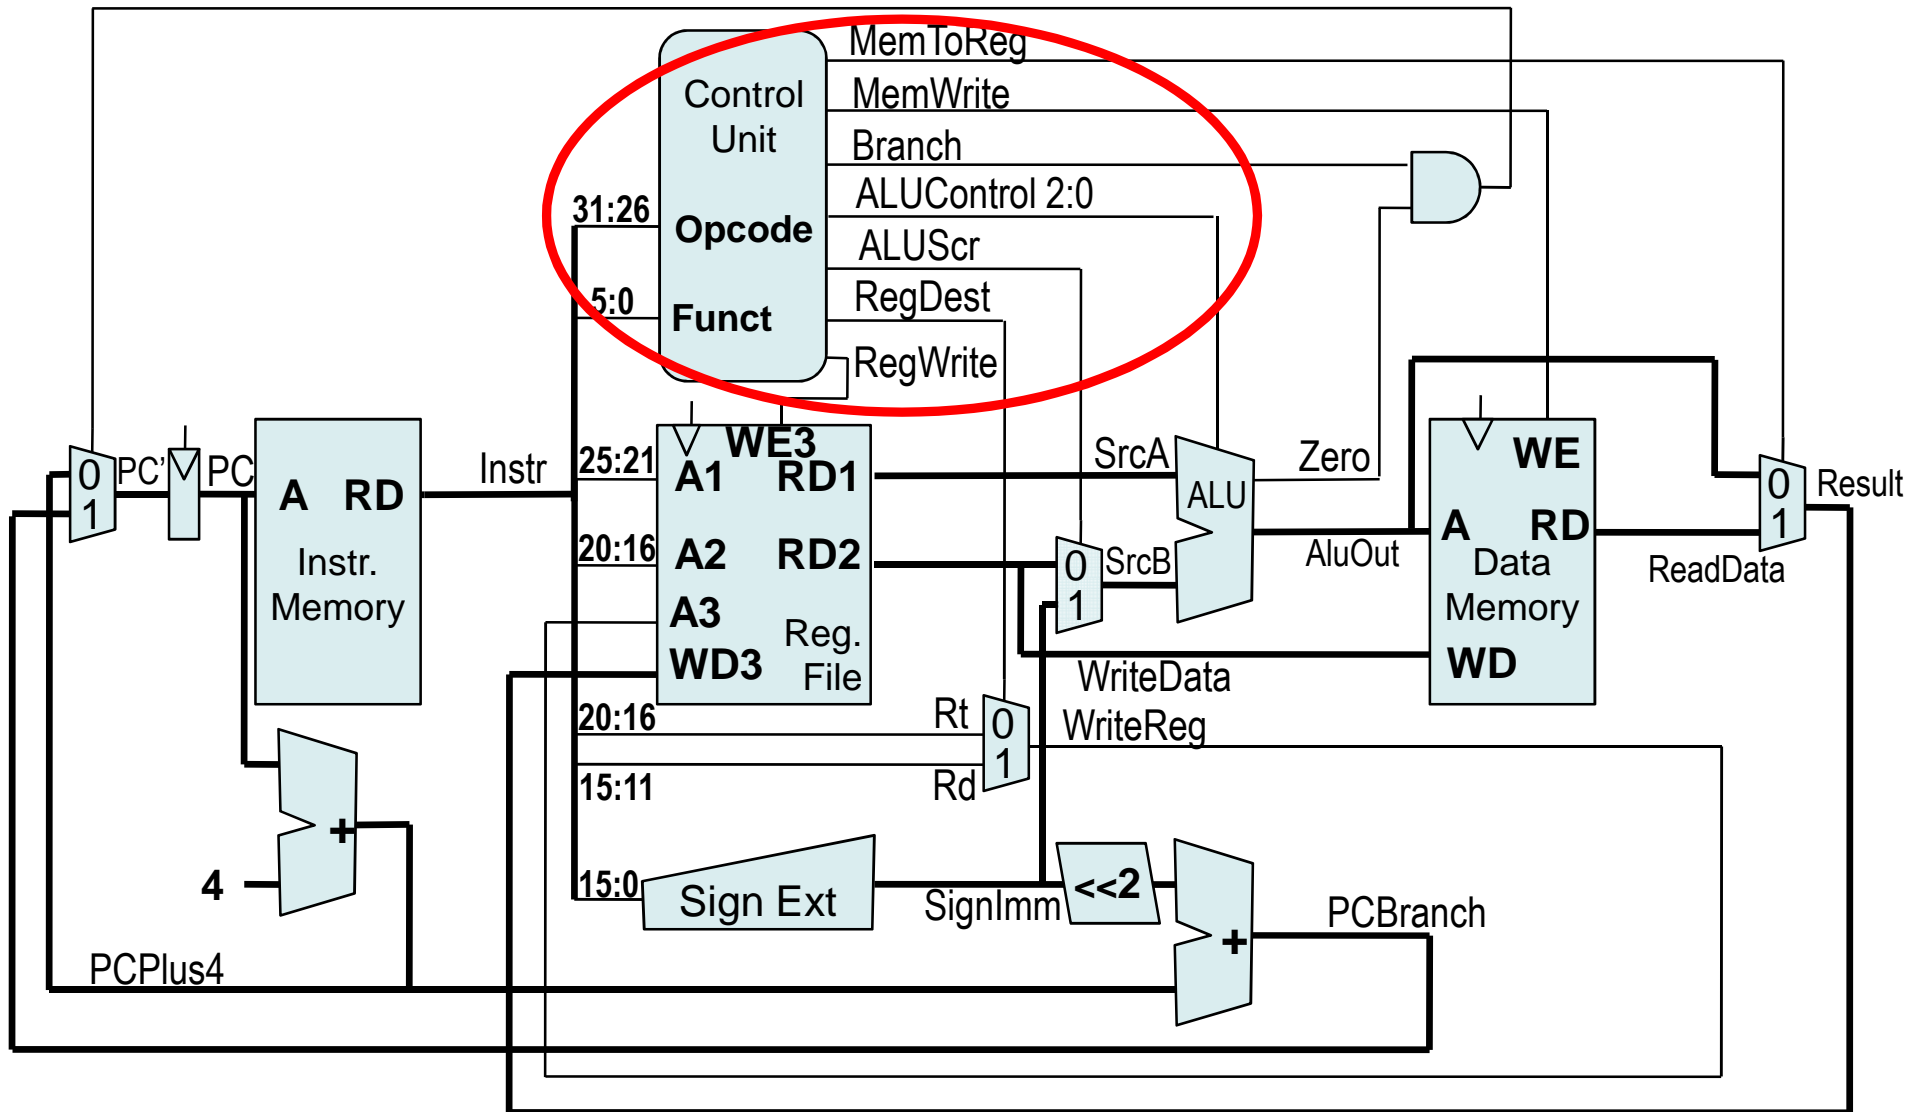 MemToReg
Control
Unit
MemWrite
Branch
31:26
Opcode
ALUControl 2:0
ALUScr
5:0
Funct
RegDest
RegWrite
0
1
PC'
PC
A RD
Instr.
Memory
Instr
25:21
A1
WE3
RD1
20:16
A2
RD2
A3
WD3
Reg.
File
SrcA
ALU
Zero
0
1
SrcB
AluOut
WE
A RD
Data
Memory
WD
0
1
Result
ReadData
WriteData
20:16
Rt
0
1
WriteReg
15:11
Rd
+
4
15:0
Sign Ext
SignImm
<<2
+
PCBranch
PCPlus4